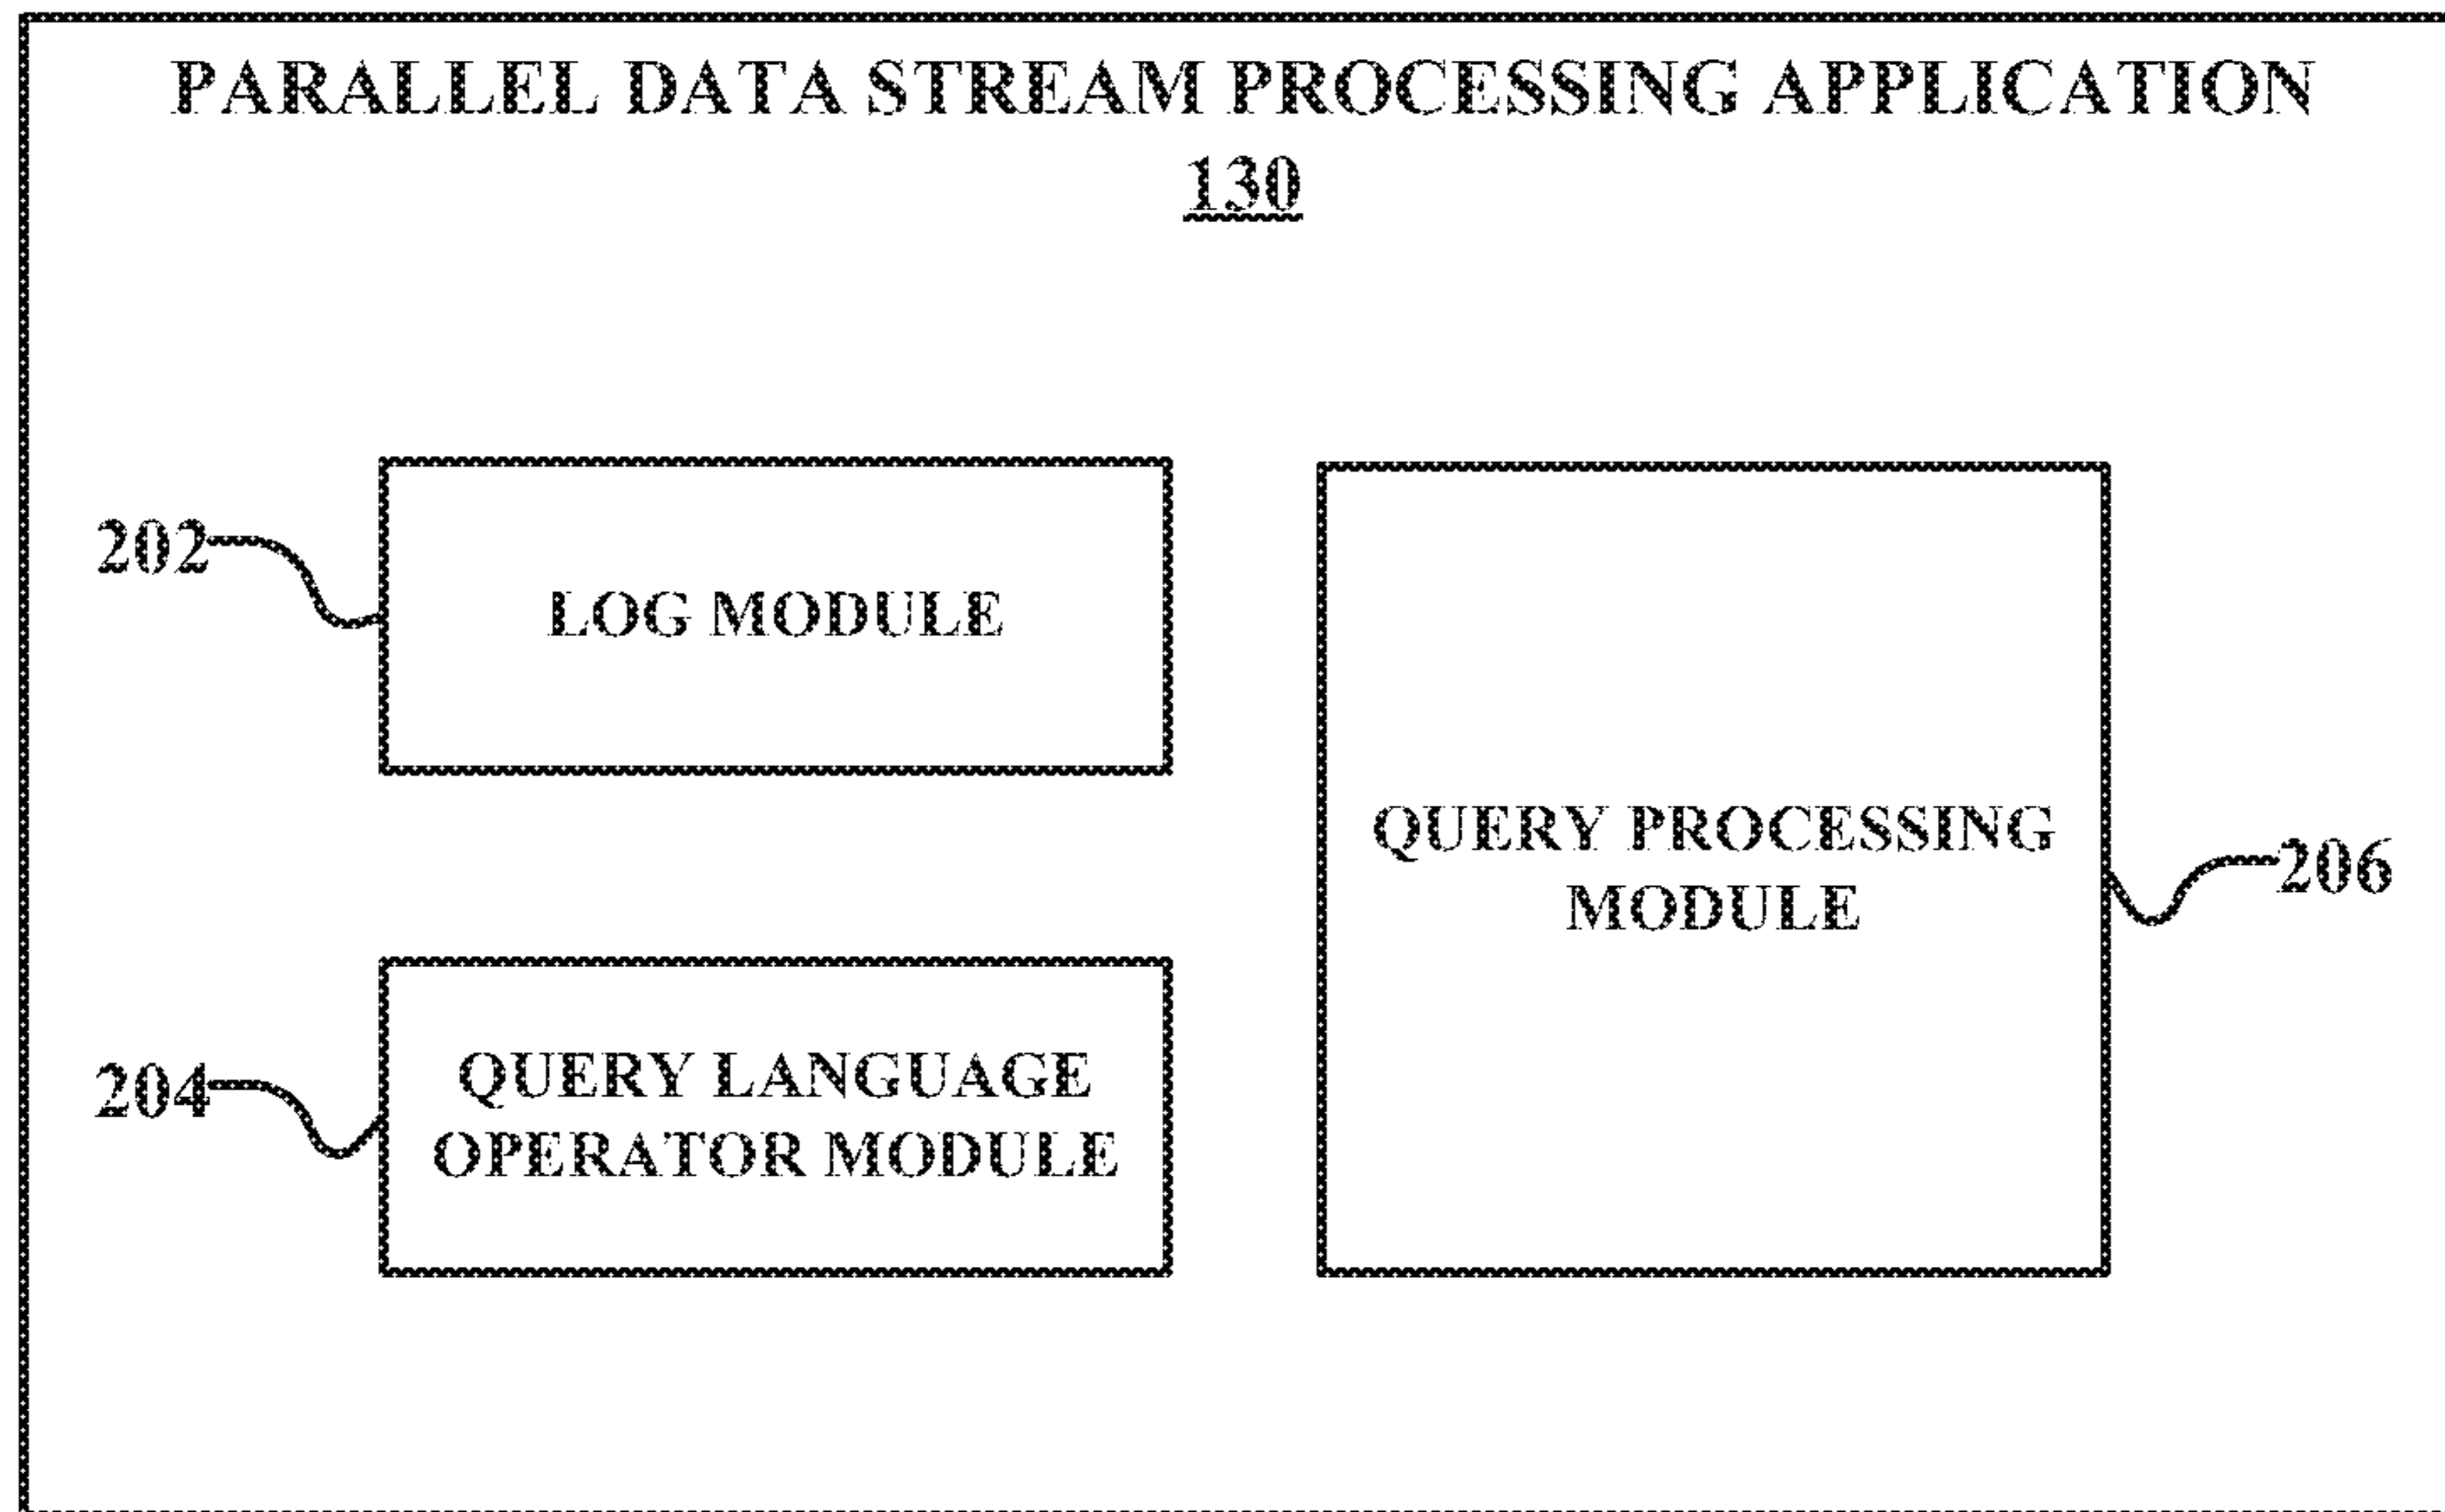 PARALLEL DATA STREAM PROCESSING APPLICATION
130
202
LOG MODULE
QUERY PROCESSING
MODULE
206
204
QUERY LANGUAGE
OPERATOR MODULE